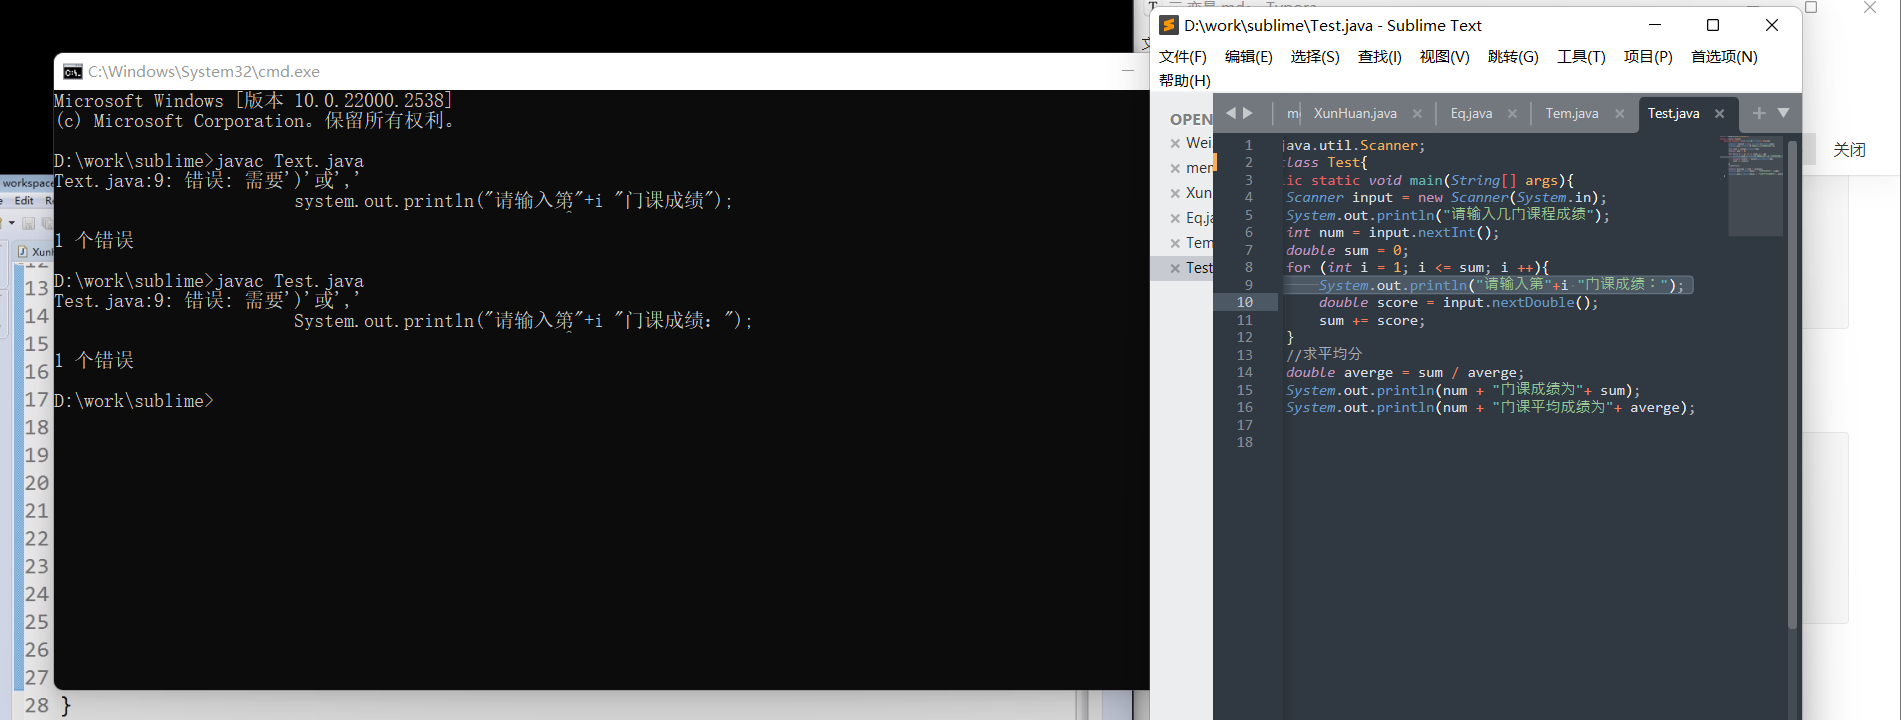 C:\Windows\System32\cmd.exe
Microsoft Windows [版本 10.0.22000.2538]
(c) Microsoft Corporation。保留所有权利。
D:\work\sublime>javac Text.java
Text.java:9: 错误: 需要')'或','
system.out.println("请输入第"+i "门课成绩");
^
1 个错误
D:\work\sublime>javac Test.java
Test.java:9: 错误: 需要')'或','
System.out.println("请输入第"+i "门课成绩：");
^
1 个错误
D:\work\sublime>
workspace
Edit
13
14
15
16
17
18
19
20
21
22
23
24
25
26
27
28 }
D:\work\sublime\Test.java - Sublime Text
文件(F) 编辑(E) 选择(S) 查找(I) 视图(V) 跳转(G) 工具(T) 项目(P) 首选项(N)
帮助(H)
OPEN
Wei
mer
Xun
Eq.ja
Tem
Test
XunHuan.java Eq.java Tem.java Test.java
1 java.util.Scanner;
2 class Test{
3 lic static void main(String[] args){
4 Scanner input = new Scanner(System.in);
5 System.out.println("请输入几门课程成绩");
6 int num = input.nextInt();
7 double sum = 0;
8 for (int i = 1; i <= sum; i ++){
9 System.out.println("请输入第"+i "门课成绩：");
10 double score = input.nextDouble();
11 sum += score;
12 }
13 //求平均分
14 double averge = sum / averge;
15 System.out.println(num + "门课成绩为"+ sum);
16 System.out.println(num + "门课平均成绩为"+ averge);
17
18
关闭